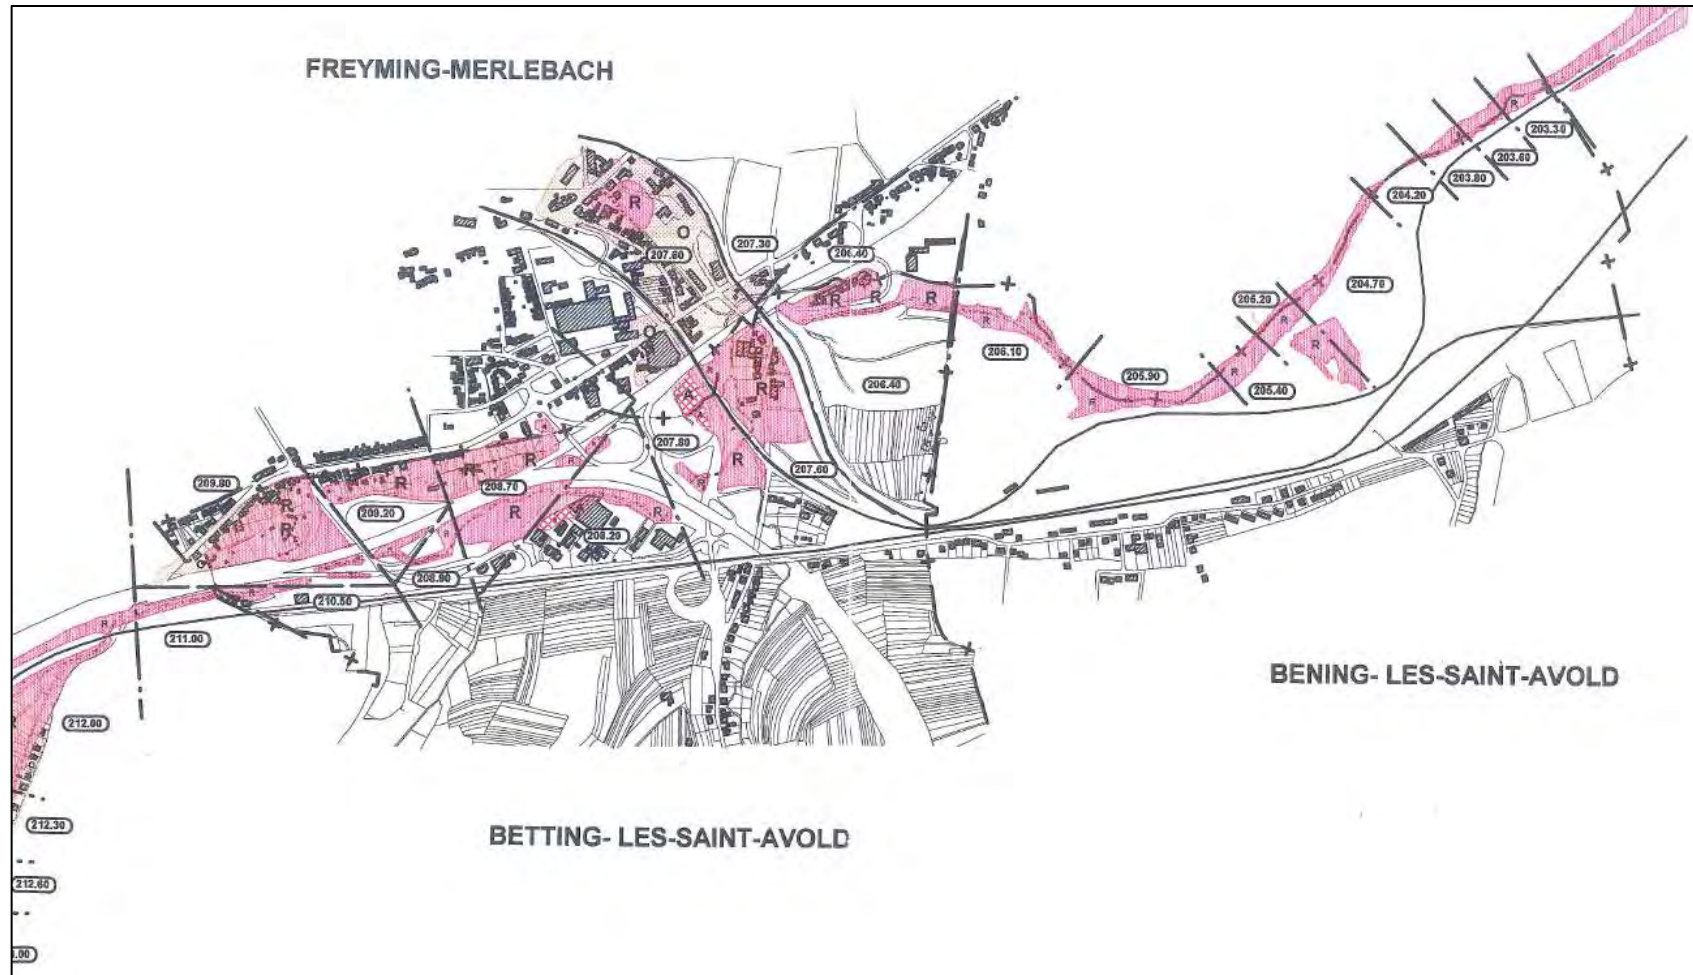 FREYMING-MERLEBACH
R
203.30
203.60
203.80
204.20
R
O
207.30
207.80
206.40
204.70
205.20
R
R
R
R
206.10
R
R
O
205.90
R
205.40
R
206.40
A
R
R
207.80
207.60
R
R
R
R
R
209.80
208.70
R
R
209.20
R
R
R
208.20
R
O
208.90
R
210.50
R
211.00
BENING- LES-SAINT-AVOLD
212.00
212.30
BETTING- LES-SAINT-AVOLD
212.60
.00